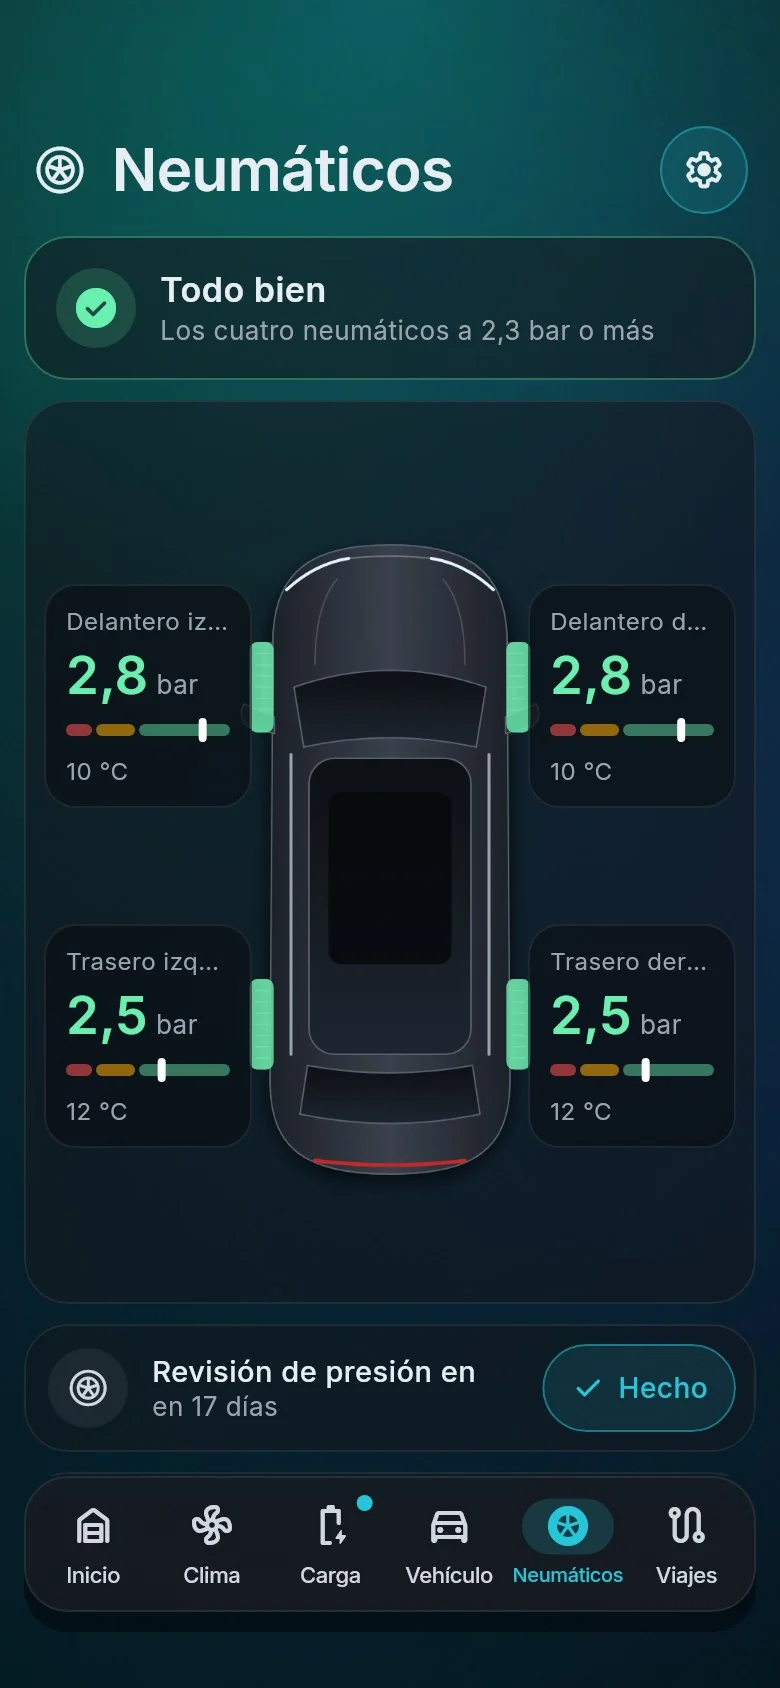 Neumáticos
Todo bien
Los cuatro neumáticos a 2,3 bar o más
Delantero iz...
2,8 bar
10 °C
Delantero d...
2,8 bar
10 °C
Trasero izq...
2,5 bar
12 °C
Trasero der...
2,5 bar
12 °C
Revisión de presión en
en 17 días
Hecho
Inicio
Clima
Carga
Vehículo
Neumáticos
Viajes